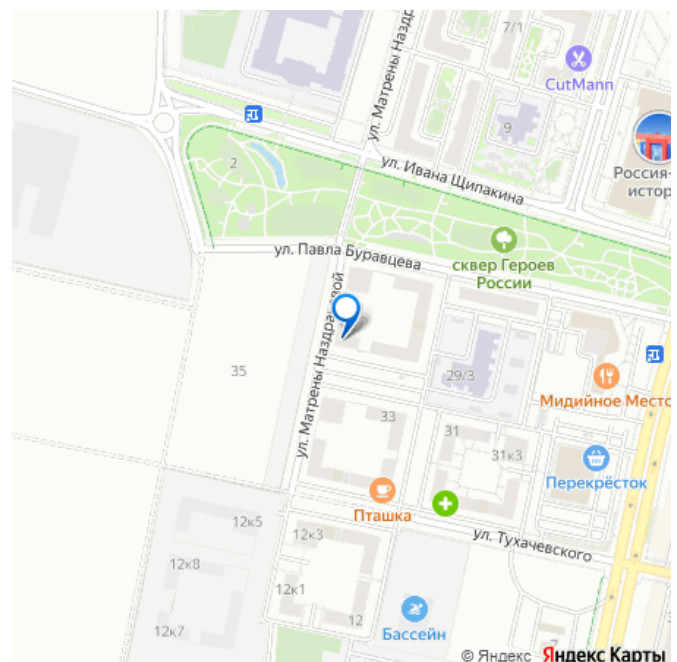 7/1
CutMann
ул. Матрены Наздр
9
ул. Ивана Щипакина
Россия-
истор
2
ул. Павла Буравцева
сквер Героев
России
ул. Матрены Наздрачевой
35
29/3
Мидийное Место
33
31
31к3
Перекрёсток
Пташка
ул. Тухачевского
12к5
12к3
12к8
12к1
12
12к7
Бассейн
7
© Яндекс Яндекс Карты